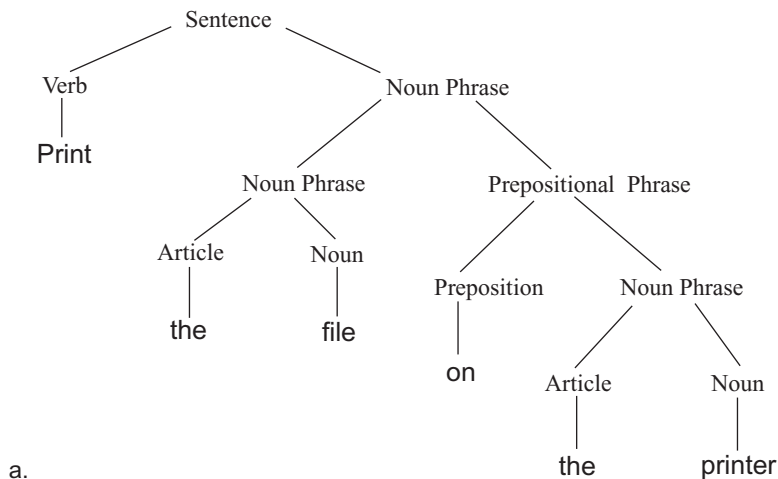 Sentence
Verb
Noun Phrase
Print
Noun Phrase
Prepositional Phrase
Article
Noun
Preposition
Noun Phrase
the
file
on
Article
Noun
a.
the
printer